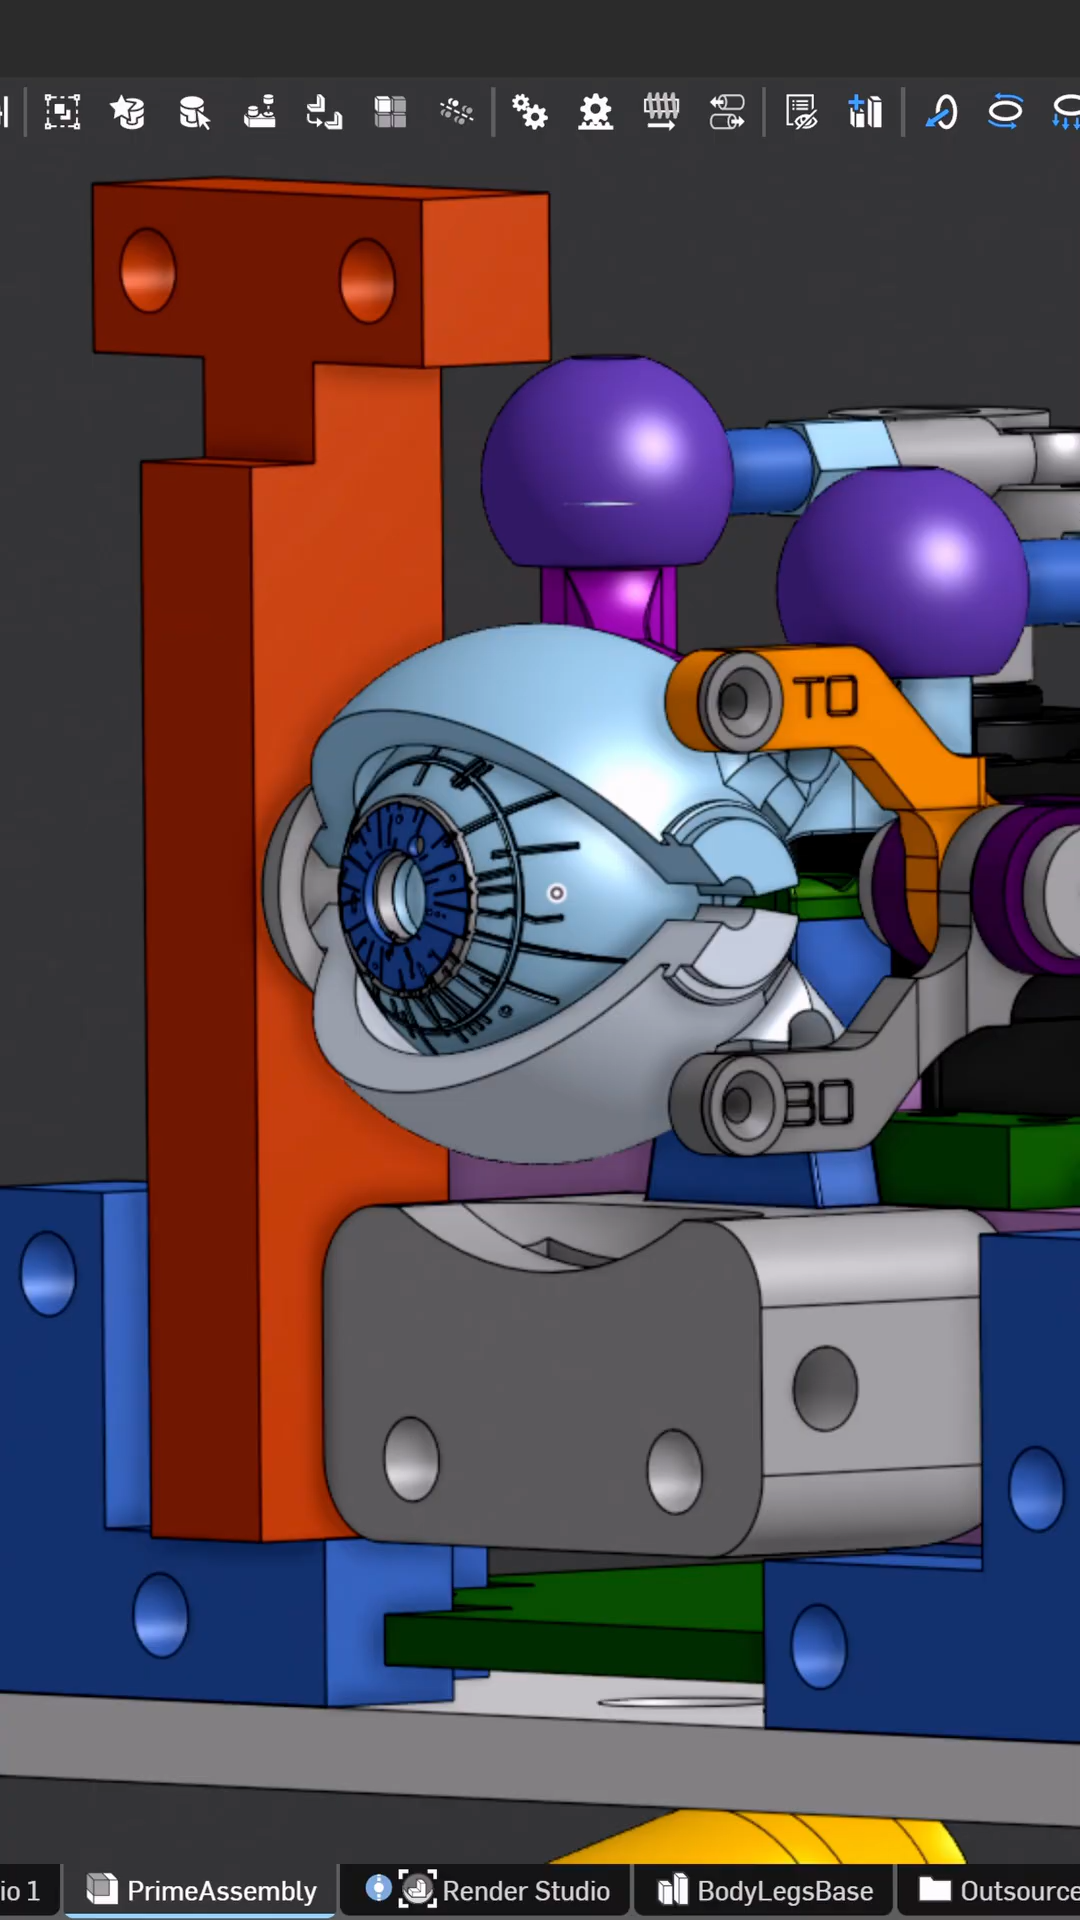 TO
BO
io 1
PrimeAssembly
Render Studio
BodyLegsBase
Outsource